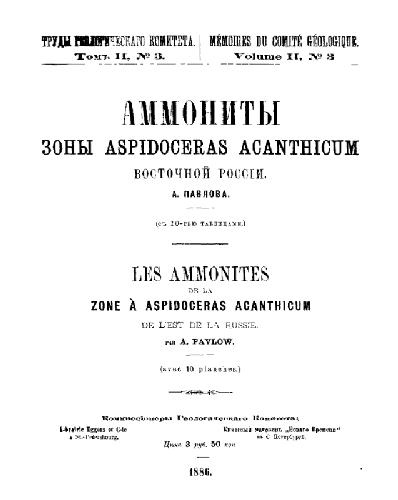 ТРУДЫ ГЕОЛОГИЧЕСКАГО КОМИТЕТА.
Томъ II, № 3.
MÉMOIRES DU COMITÉ GÉOLOGIQUE.
Volume II, № 3
АММОНИТЫ
ЗОНЫ ASPIDOCERAS ACANTHICUM
ВОСТОЧНОЙ РОССІИ.
А. ПАВЛОВА.
(съ 10-тью таблицами.)
LES AMMONITES
DE LA
ZONE À ASPIDOCERAS ACANTHICUM
DE L'EST DE LA RUSSIE.
PAR A. PAVLOW.
(avec 10 planches.)
Коммиссіонеры Геологическаго Комитета:
Librairie Eggers et C-ie
à St.-Pétersbourg.
Книжный магазинъ „Новаго Времени“
въ С. Петербургѣ.
Цѣна 3 руб. 50 коп
1886.